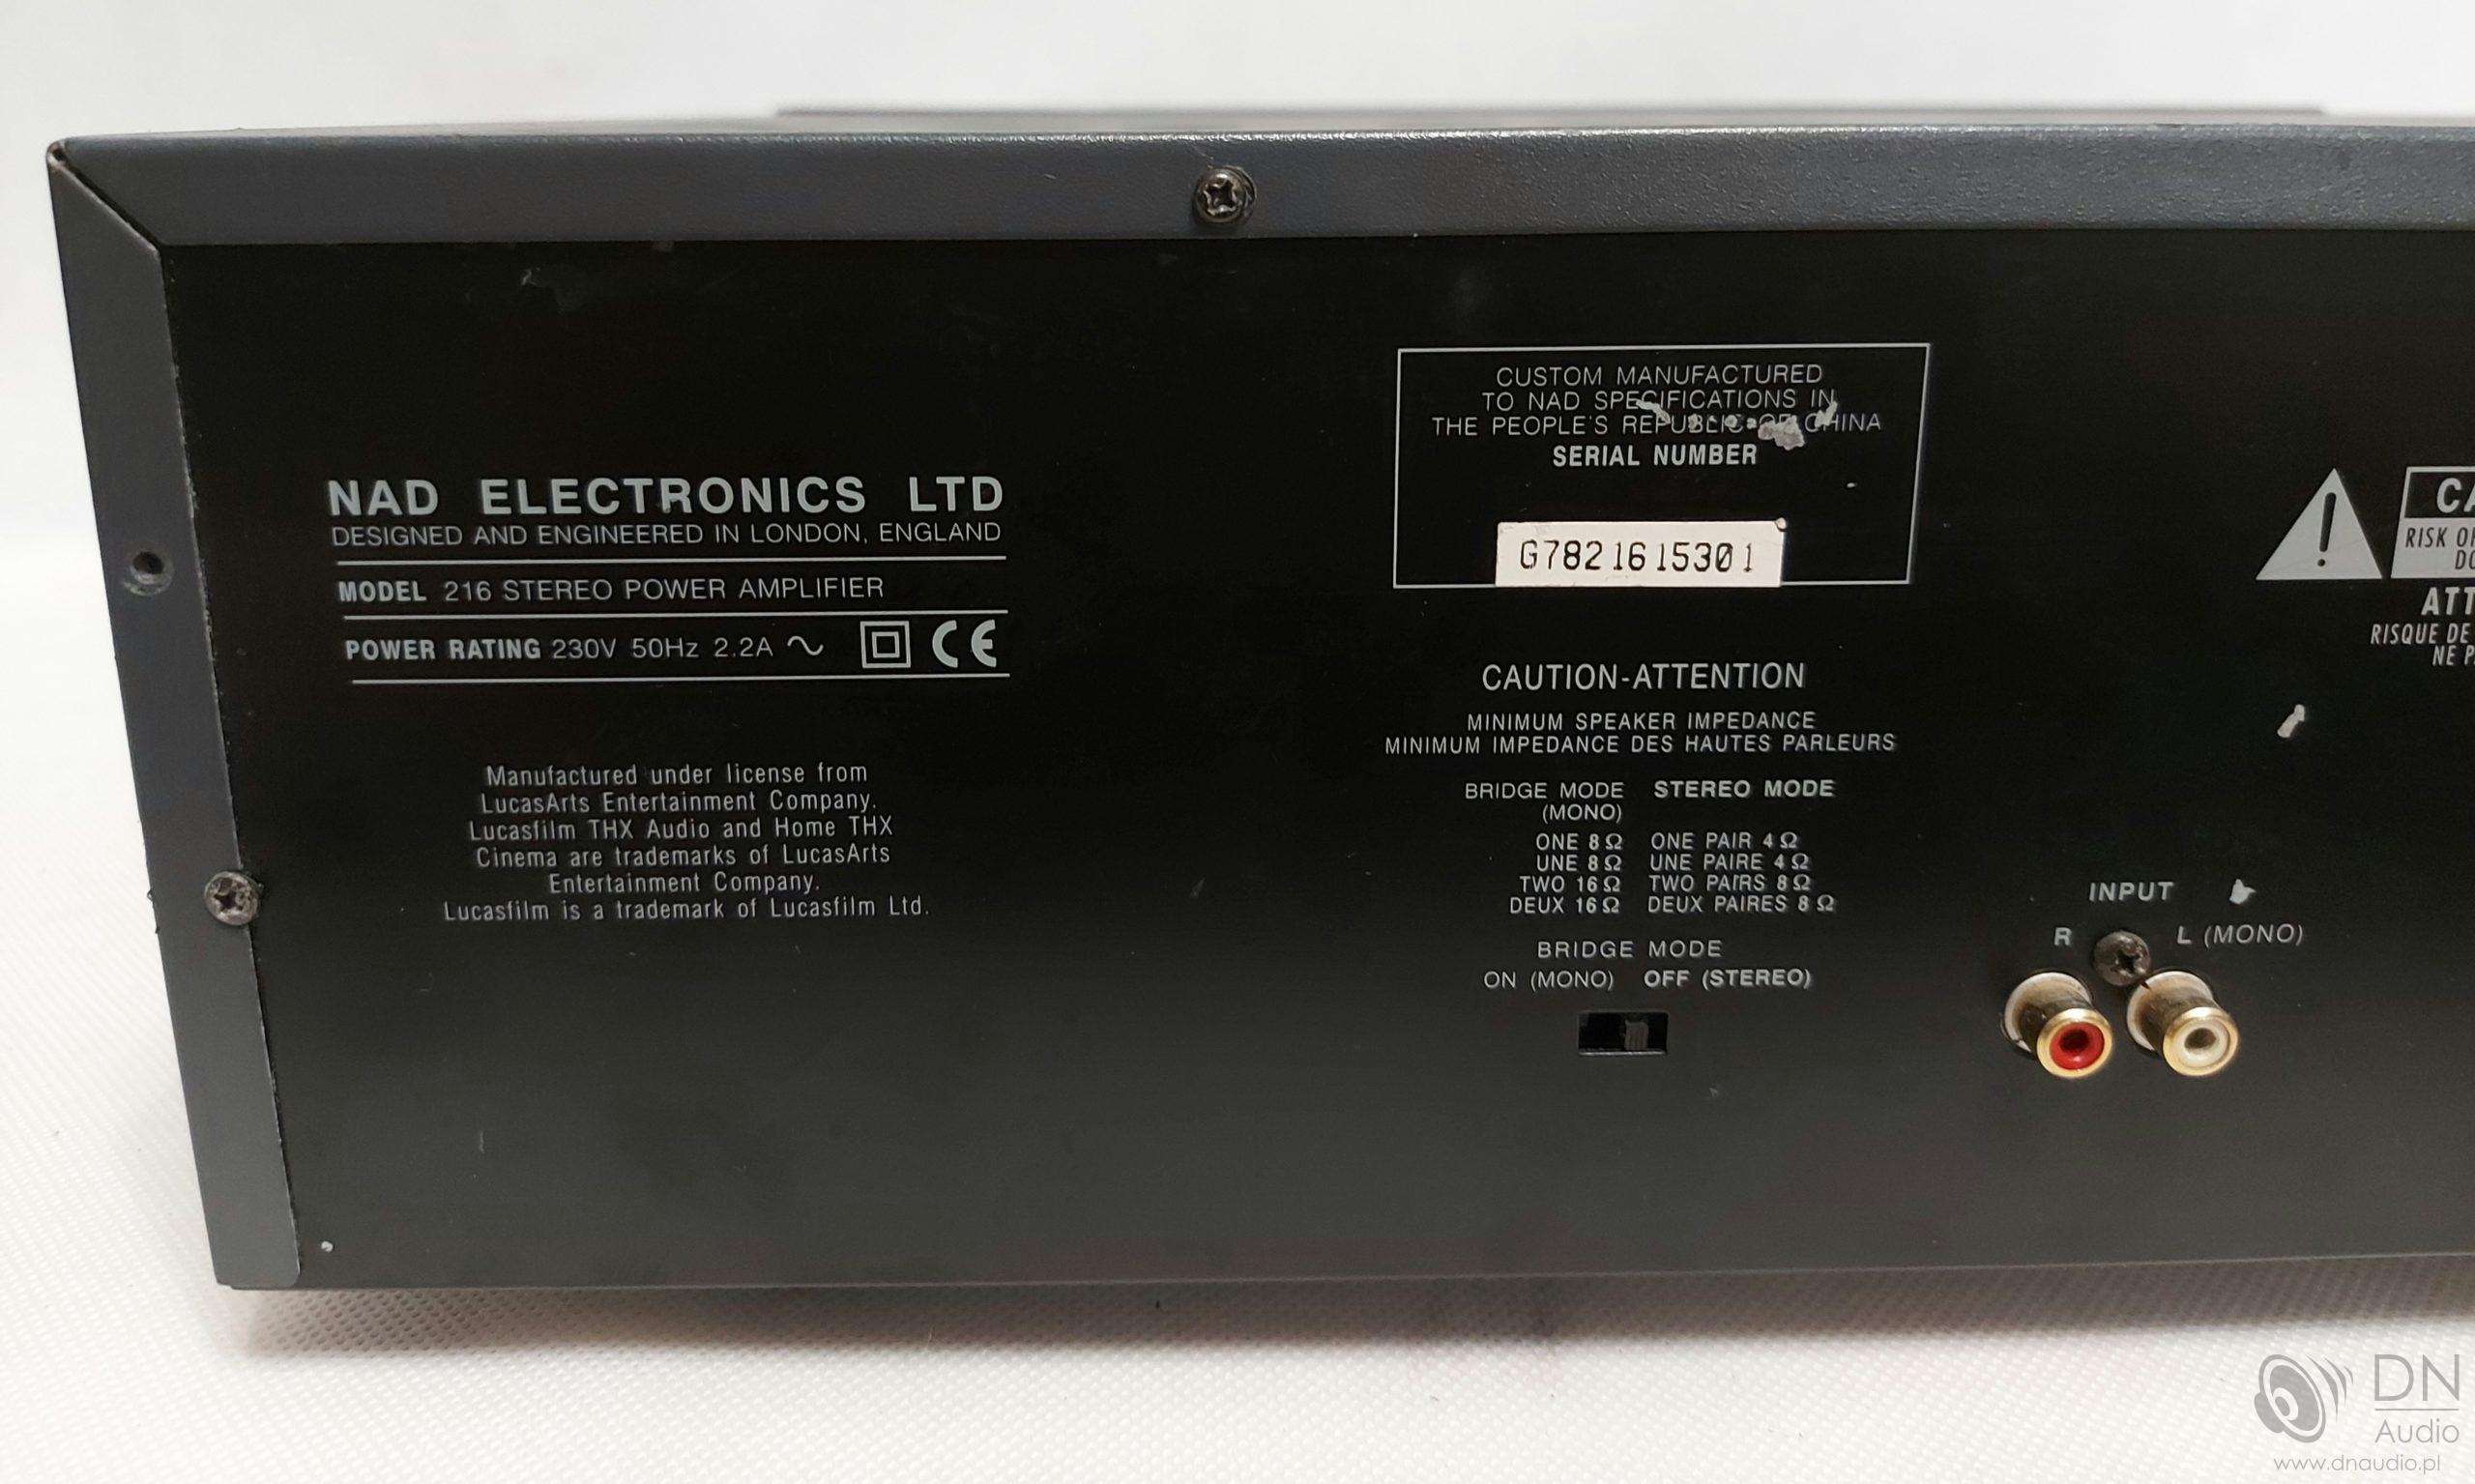 NAD ELECTRONICS LTD
DESIGNED AND ENGINEERED IN LONDON, ENGLAND
MODEL 216 STEREO POWER AMPLIFIER
POWER RATING 230V 50Hz 2.2A ~ CE
Manufactured under license from
LucasArts Entertainment Company.
Lucasfilm THX Audio and Home THX
Cinema are trademarks of LucasArts
Entertainment Company.
Lucasfilm is a trademark of Lucasfilm Ltd.
CUSTOM MANUFACTURED
TO NAD SPECIFICATIONS IN
THE PEOPLE'S REPUBLIC OF CHINA
SERIAL NUMBER
G7821615301
CAUTION-ATTENTION
MINIMUM SPEAKER IMPEDANCE
MINIMUM IMPEDANCE DES HAUTES PARLEURS
BRIDGE MODE STEREO MODE
(MONO)
ONE 8Ω ONE PAIR 4Ω
UNE 8Ω UNE PAIRE 4Ω
TWO 16Ω TWO PAIRS 8Ω
DEUX 16Ω DEUX PAIRES 8Ω
BRIDGE MODE
ON (MONO) OFF (STEREO)
INPUT
R L (MONO)
!
RISK
RISQUE DE
NE
DN
Audio
www.dnaudio.pl